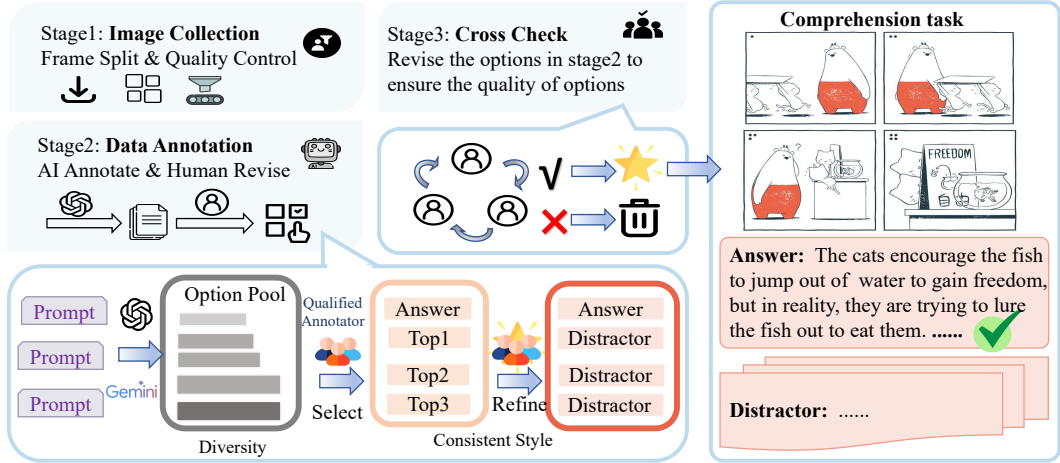 Stage1: Image Collection
Frame Split & Quality Control
Stage2: Data Annotation
AI Annotate & Human Revise
Stage3: Cross Check
Revise the options in stage2 to
ensure the quality of options
√
Prompt
Prompt
Prompt
Gemini
Option Pool
Diversity
Qualified
Annotator
Select
Answer
Top1
Top2
Top3
Refine
Consistent Style
Answer
Distractor
Distractor
Distractor
Comprehension task
?
FREEDOM
Answer: The cats encourage the fish
to jump out of water to gain freedom,
but in reality, they are trying to lure
the fish out to eat them. ......
Distractor: ......